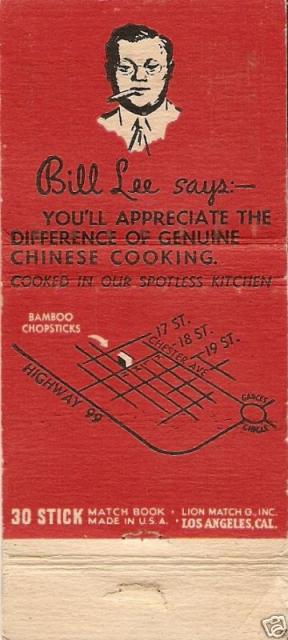 Bill Lee says:—
YOU'LL APPRECIATE THE
DIFFERENCE OF GENUINE
CHINESE COOKING.
COOKED IN OUR SPOTLESS KITCHEN
BAMBOO
CHOPSTICKS
17 ST.
18 ST.
CHESTER AVE
19 ST.
HIGHWAY 99
GARCES
CIRCLE
30 STICK MATCH BOOK · LION MATCH Co., INC.
MADE IN U.S.A. · LOS ANGELES, CAL.